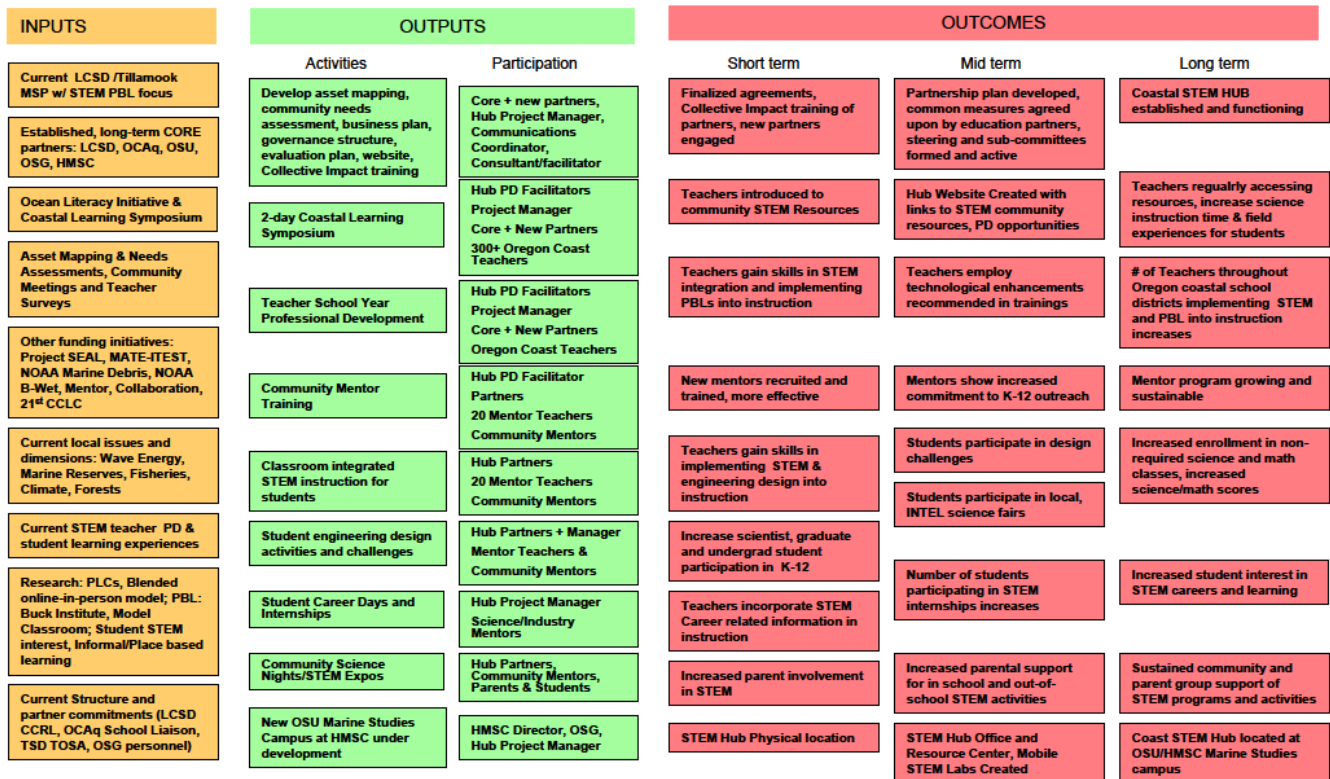 INPUTS
Current LCSD /Tillamook
MSP w/ STEM PBL focus
Established, long-term CORE
partners: LCSD, OCAq, OSU,
OSG, HMSC
Ocean Literacy Initiative &
Coastal Learning Symposium
Asset Mapping & Needs
Assessments, Community
Meetings and Teacher
Surveys
Other funding initiatives:
Project SEAL, MATE-ITEST,
NOAA Marine Debris, NOAA
B-Wet, Mentor, Collaboration,
21st CCLC
Current local issues and
dimensions: Wave Energy,
Marine Reserves, Fisheries,
Climate, Forests
Current STEM teacher PD &
student learning experiences
Research: PLCs, Blended
online-in-person model; PBL:
Buck Institute, Model
Classroom; Student STEM
interest, Informal/Place based
learning
Current Structure and
partner commitments (LCSD
CCRL, OCAq School Liaison,
TSD TOSA, OSG personnel)
OUTPUTS
Activities
Develop asset mapping,
community needs
assessment, business plan,
governance structure,
evaluation plan, website,
Collective Impact training
2-day Coastal Learning
Symposium
Teacher School Year
Professional Development
Community Mentor
Training
Classroom integrated
STEM instruction for
students
Student engineering design
activities and challenges
Student Career Days and
Internships
Community Science
Nights/STEM Expos
New OSU Marine Studies
Campus at HMSC under
development
Participation
Core + new partners,
Hub Project Manager,
Communications
Coordinator,
Consultant/facilitator
Hub PD Facilitators
Project Manager
Core + New Partners
300+ Oregon Coast
Teachers
Hub PD Facilitators
Project Manager
Core + New Partners
Oregon Coast Teachers
Hub PD Facilitator
Partners
20 Mentor Teachers
Community Mentors
Hub Partners
20 Mentor Teachers
Community Mentors
Hub Partners + Manager
Mentor Teachers &
Community Mentors
Hub Project Manager
Science/Industry
Mentors
Hub Partners,
Community Mentors,
Parents & Students
HMSC Director, OSG,
Hub Project Manager
OUTCOMES
Short term
Finalized agreements,
Collective Impact training of
partners, new partners
engaged
Teachers introduced to
community STEM Resources
Teachers gain skills in STEM
integration and implementing
PBLs into instruction
New mentors recruited and
trained, more effective
Teachers gain skills in
implementing STEM &
engineering design into
instruction
Increase scientist, graduate
and undergrad student
participation in K-12
Teachers incorporate STEM
Career related information in
instruction
Increased parent involvement
in STEM
STEM Hub Physical location
Mid term
Partnership plan developed,
common measures agreed
upon by education partners,
steering and sub-committees
formed and active
Hub Website Created with
links to STEM community
resources, PD opportunities
Teachers employ
technological enhancements
recommended in trainings
Mentors show increased
commitment to K-12 outreach
Students participate in design
challenges
Students participate in local,
INTEL science fairs
Number of students
participating in STEM
internships increases
Increased parental support
for in school and out-of-
school STEM activities
STEM Hub Office and
Resource Center, Mobile
STEM Labs Created
Long term
Coastal STEM HUB
established and functioning
Teachers regualrly accessing
resources, increase science
instruction time & field
experiences for students
# of Teachers throughout
Oregon coastal school
districts implementing STEM
and PBL into instruction
increases
Mentor program growing and
sustainable
Increased enrollment in non-
required science and math
classes, increased
science/math scores
Increased student interest in
STEM careers and learning
Sustained community and
parent group support of
STEM programs and activities
Coast STEM Hub located at
OSU/HMSC Marine Studies
campus